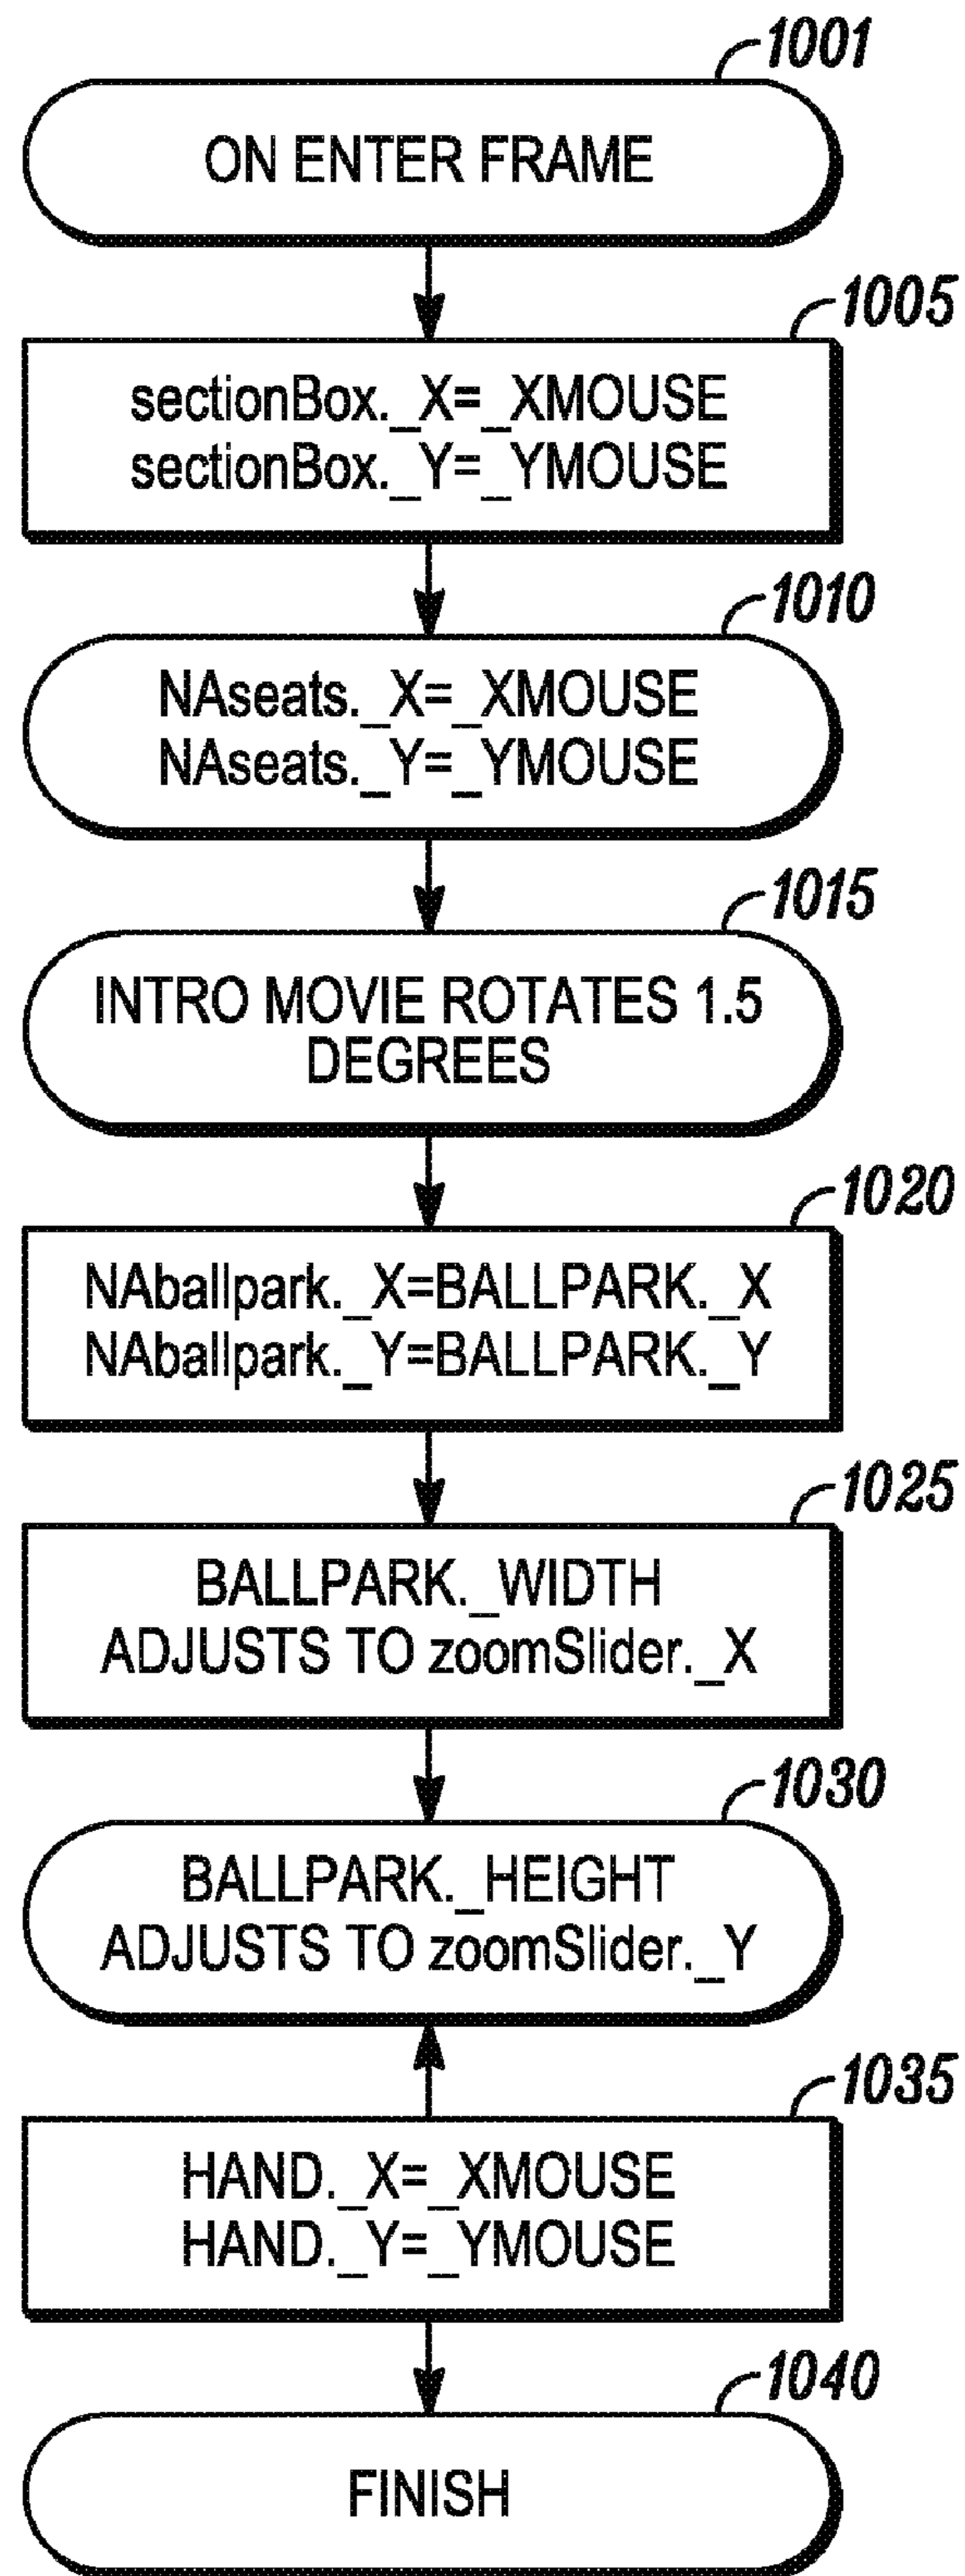 1001
ON ENTER FRAME
1005
sectionBox._X=_XMOUSE
sectionBox._Y=_YMOUSE
1010
NAseats._X=_XMOUSE
NAseats._Y=_YMOUSE
1015
INTRO MOVIE ROTATES 1.5
DEGREES
1020
NAballpark._X=BALLPARK._X
NAballpark._Y=BALLPARK._Y
1025
BALLPARK._WIDTH
ADJUSTS TO zoomSlider._X
1030
BALLPARK._HEIGHT
ADJUSTS TO zoomSlider._Y
1035
HAND._X=_XMOUSE
HAND._Y=_YMOUSE
1040
FINISH